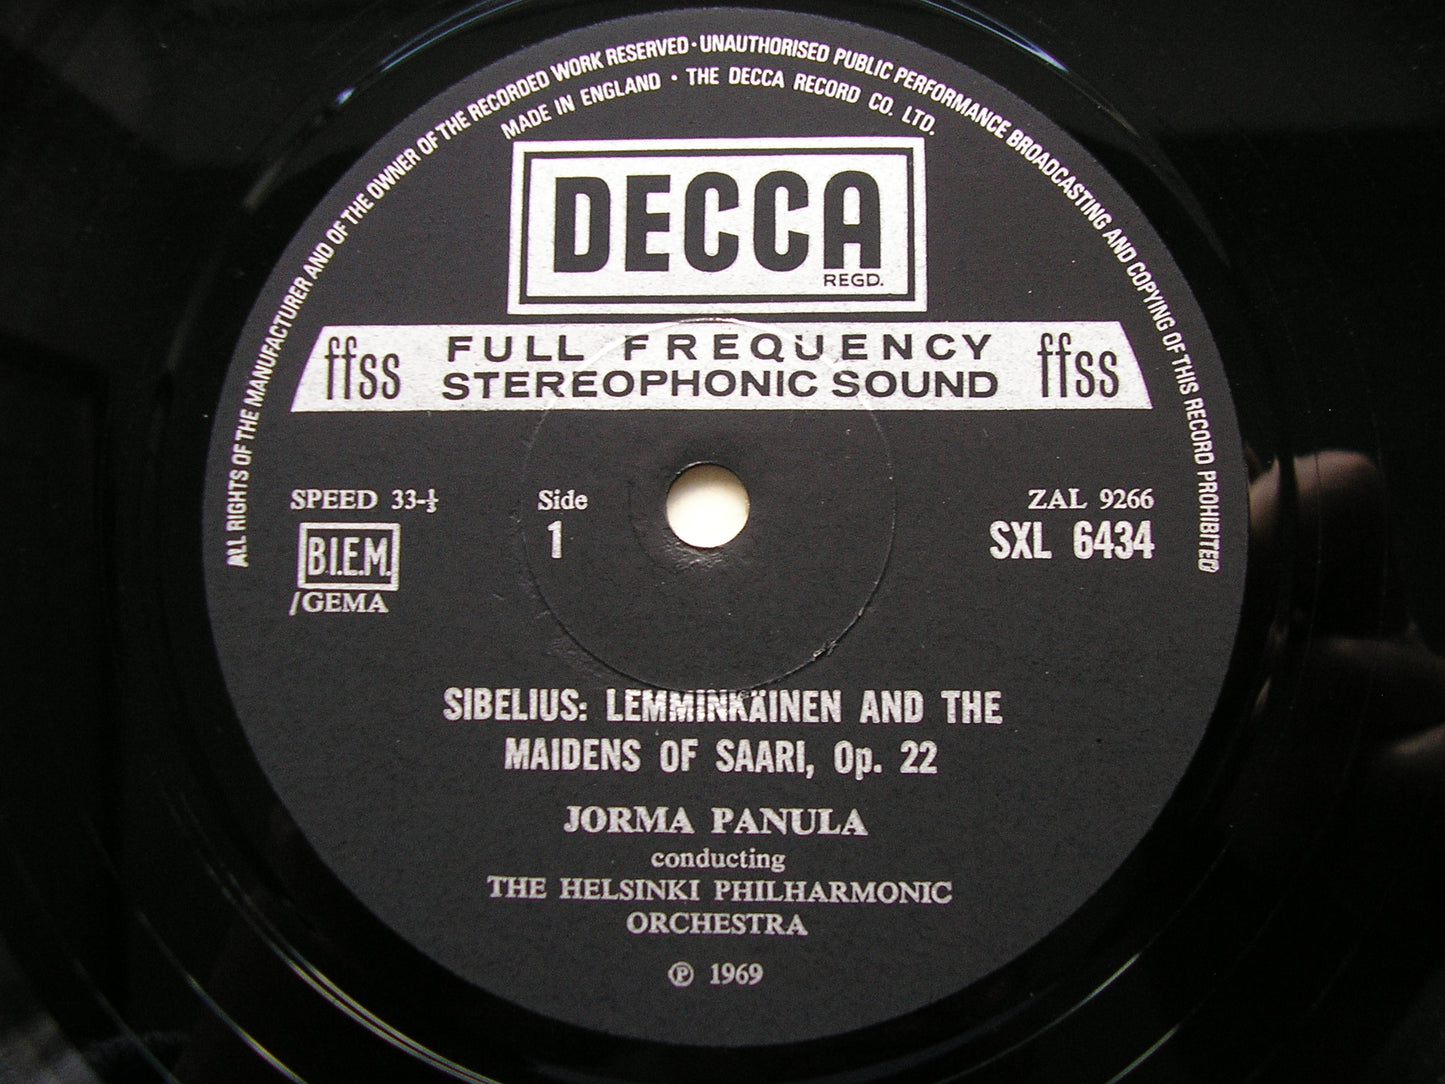 ALL RIGHTS OF THE MANUFACTURER AND OF THE OWNER OF THE RECORDED WORK RESERVED · UNAUTHORISED PUBLIC PERFORMANCE BROADCASTING AND COPYING OF THIS RECORD PROHIBITED
MADE IN ENGLAND · THE DECCA RECORD CO. LTD.
DECCA
REGD.
ffss FULL FREQUENCY ffss
STEREOPHONIC SOUND
SPEED 33-⅓ Side ZAL 9266
1 SXL 6434
B.I.E.M.
/GEMA
SIBELIUS: LEMMINKÄINEN AND THE
MAIDENS OF SAARI, Op. 22
JORMA PANULA
conducting
THE HELSINKI PHILHARMONIC
ORCHESTRA
℗ 1969